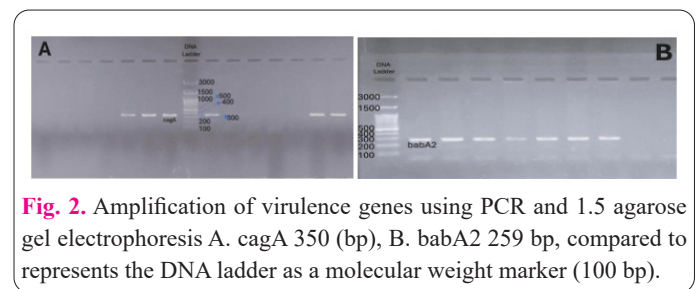 A
DNA
Ladder
3000
1500
1000
500
400
300
cagA
200
100
B
DNA
Ladder
3000
1500
500
400
300
200
100
babA2
Fig. 2. Amplification of virulence genes using PCR and 1.5 agarose
gel electrophoresis A. cagA 350 (bp), B. babA2 259 bp, compared to
represents the DNA ladder as a molecular weight marker (100 bp).